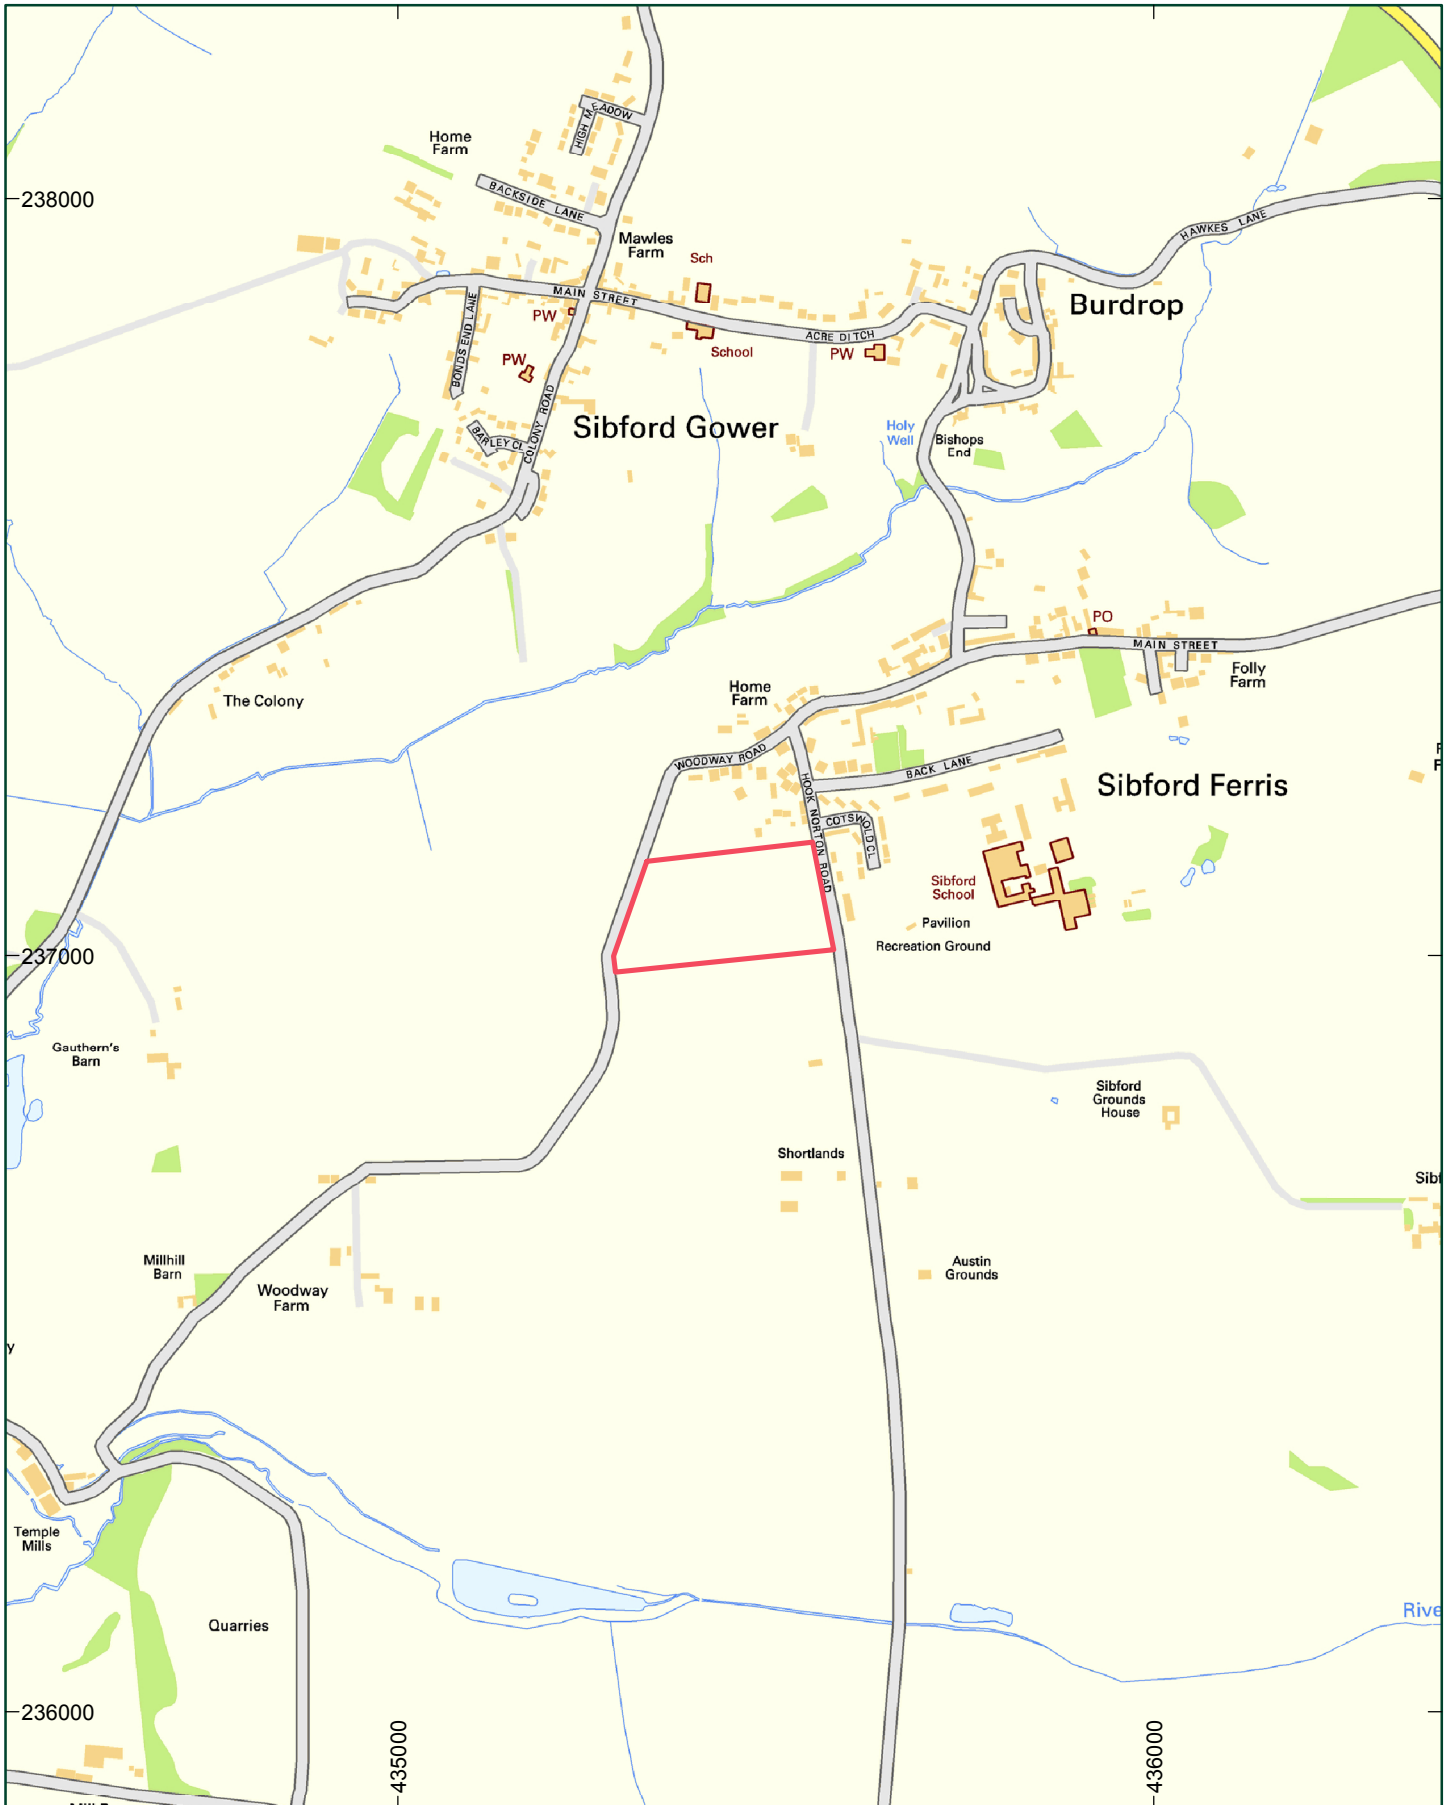 HIGH MEADOW
Home
Farm
BACKSIDE LANE
238000
HAWKES LANE
Mawles
Farm
Sch
MAIN STREET
Burdrop
PW
ACRE DITCH
School
PW
BONDS END LANE
PW
COLONY ROAD
Sibford Gower
BARLEY CL
Holy
Well
Bishops
End
PO
MAIN STREET
Folly
Farm
Home
Farm
The Colony
WOODWAY ROAD
BACK LANE
F
F
Sibford Ferris
HOOK NORTON ROAD
COTSWOLD CL
Sibford
School
Pavilion
Recreation Ground
237000
Gauthern's
Barn
Sibford
Grounds
House
Shortlands
Sibf
Millhill
Barn
Woodway
Farm
Austin
Grounds
y
Temple
Mills
Quarries
Rive
236000
435000
436000